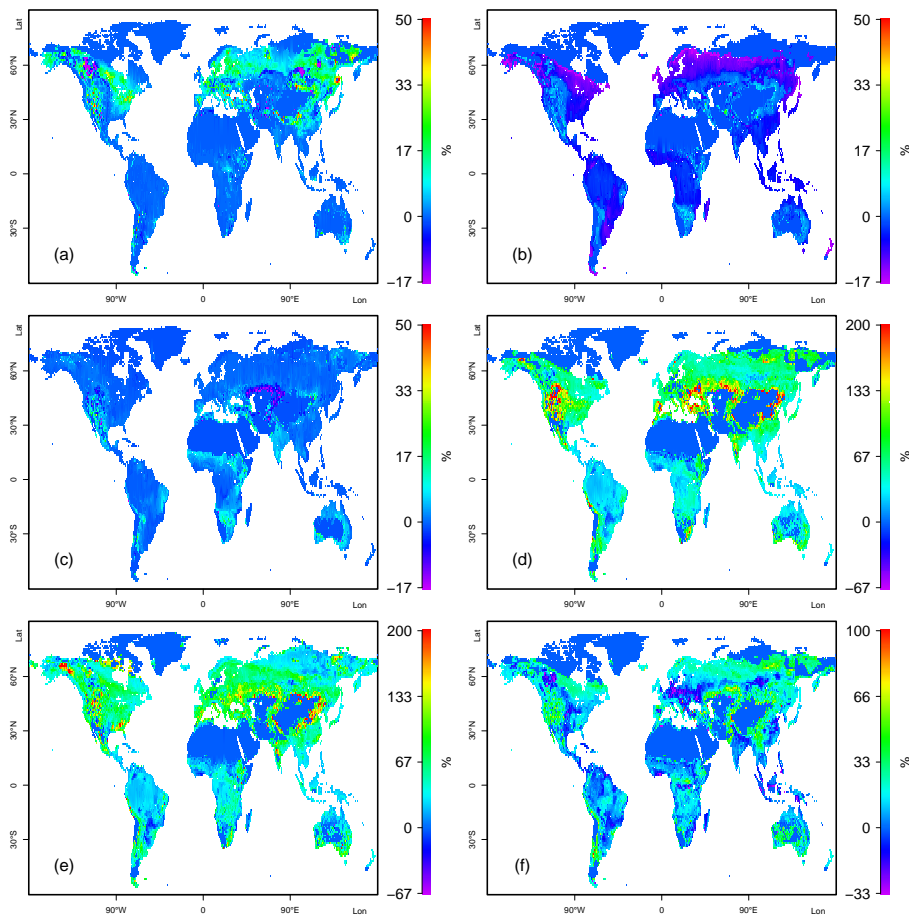 Lat
60°N
30°N
0
30°S
(a)
90°W
0
90°E
Lon
50
33
17
0
−17
%
(b)
90°W
0
90°E
Lon
50
33
17
0
−17
%
Lat
60°N
30°N
0
30°S
(c)
90°W
0
90°E
Lon
50
33
17
0
−17
%
Lat
60°N
30°N
0
30°S
(d)
90°W
0
90°E
Lon
200
133
67
0
−67
%
Lat
60°N
30°N
0
30°S
(e)
90°W
0
90°E
Lon
200
133
67
0
−67
%
Lat
60°N
30°N
0
30°S
(f)
90°W
0
90°E
Lon
100
66
33
0
−33
%
Lat
60°N
30°N
0
30°S